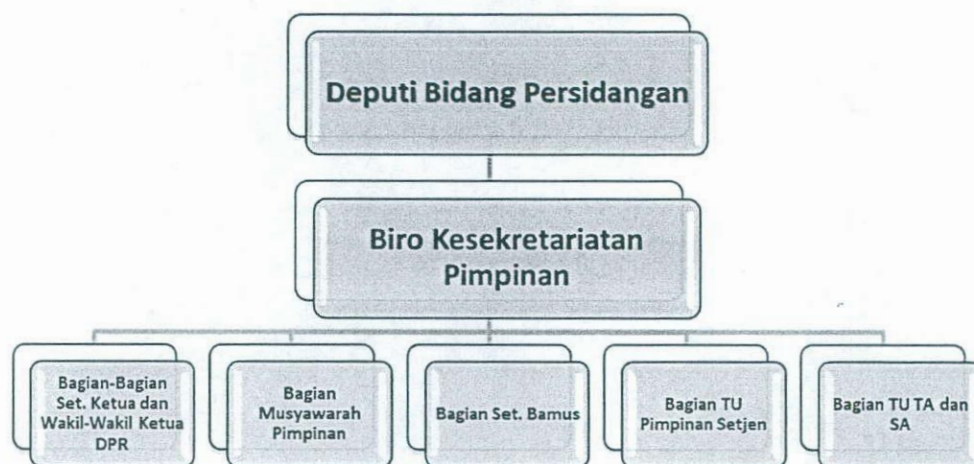 Deputi Bidang Persidangan
Biro Kesekretariatan
Pimpinan
Bagian-Bagian
Set. Ketua dan
Wakil-Wakil Ketua
DPR
Bagian
Musyawarah
Pimpinan
Bagian Set. Bamus
Bagian TU
Pimpinan Setjen
Bagian TU TA dan
SA